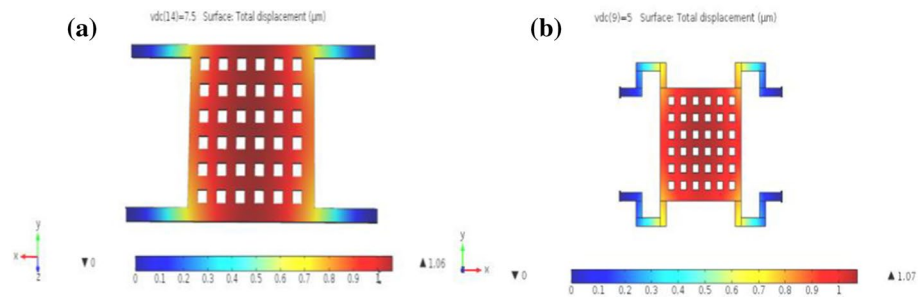 (a)
vdc(14)=7.5 Surface: Total displacement (µm)
y
x
z
▼ 0
0 0.1 0.2 0.3 0.4 0.5 0.6 0.7 0.8 0.9 1
▲ 1.06
(b)
vdc(9)=5 Surface: Total displacement (µm)
y
z
x
▼ 0
0 0.1 0.2 0.3 0.4 0.5 0.6 0.7 0.8 0.9 1
▲ 1.07